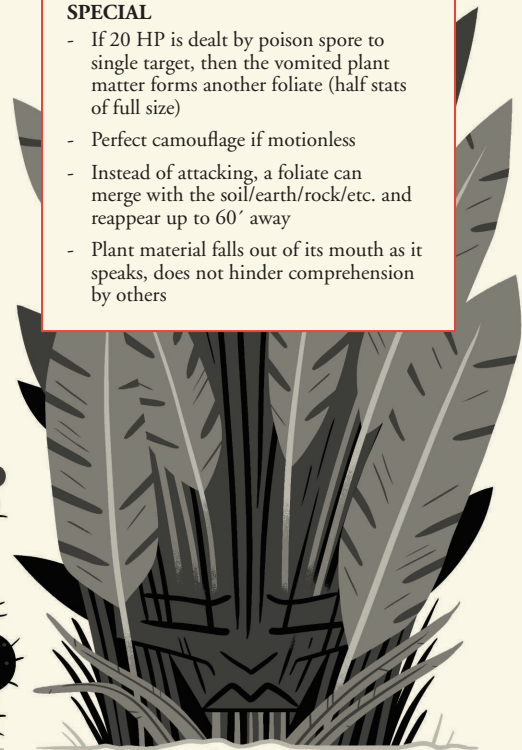 SPECIAL
- If 20 HP is dealt by poison spore to
single target, then the vomited plant
matter forms another foliate (half stats
of full size)
- Perfect camouflage if motionless
- Instead of attacking, a foliate can
merge with the soil/earth/rock/etc. and
reappear up to 60´ away
- Plant material falls out of its mouth as it
speaks, does not hinder comprehension
by others